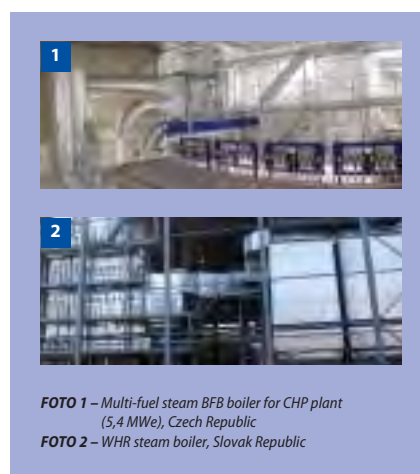 1
2
FOTO 1 – Multi-fuel steam BFB boiler for CHP plant
(5,4 MWe), Czech Republic
FOTO 2 – WHR steam boiler, Slovak Republic